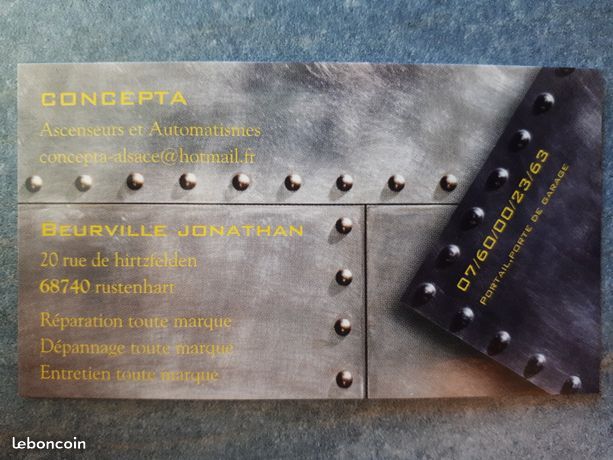 CONCEPTA
Ascenseurs et Automatismes
concepta-alsace@hotmail.fr
BEURVILLE JONATHAN
20 rue de hirtzfelden
68740 rustenhart
Réparation toute marque
Dépannage toute marque
Entretien toute marque
07/60/00/23/63
PORTAIL,PORTE DE GARAGE
leboncoin